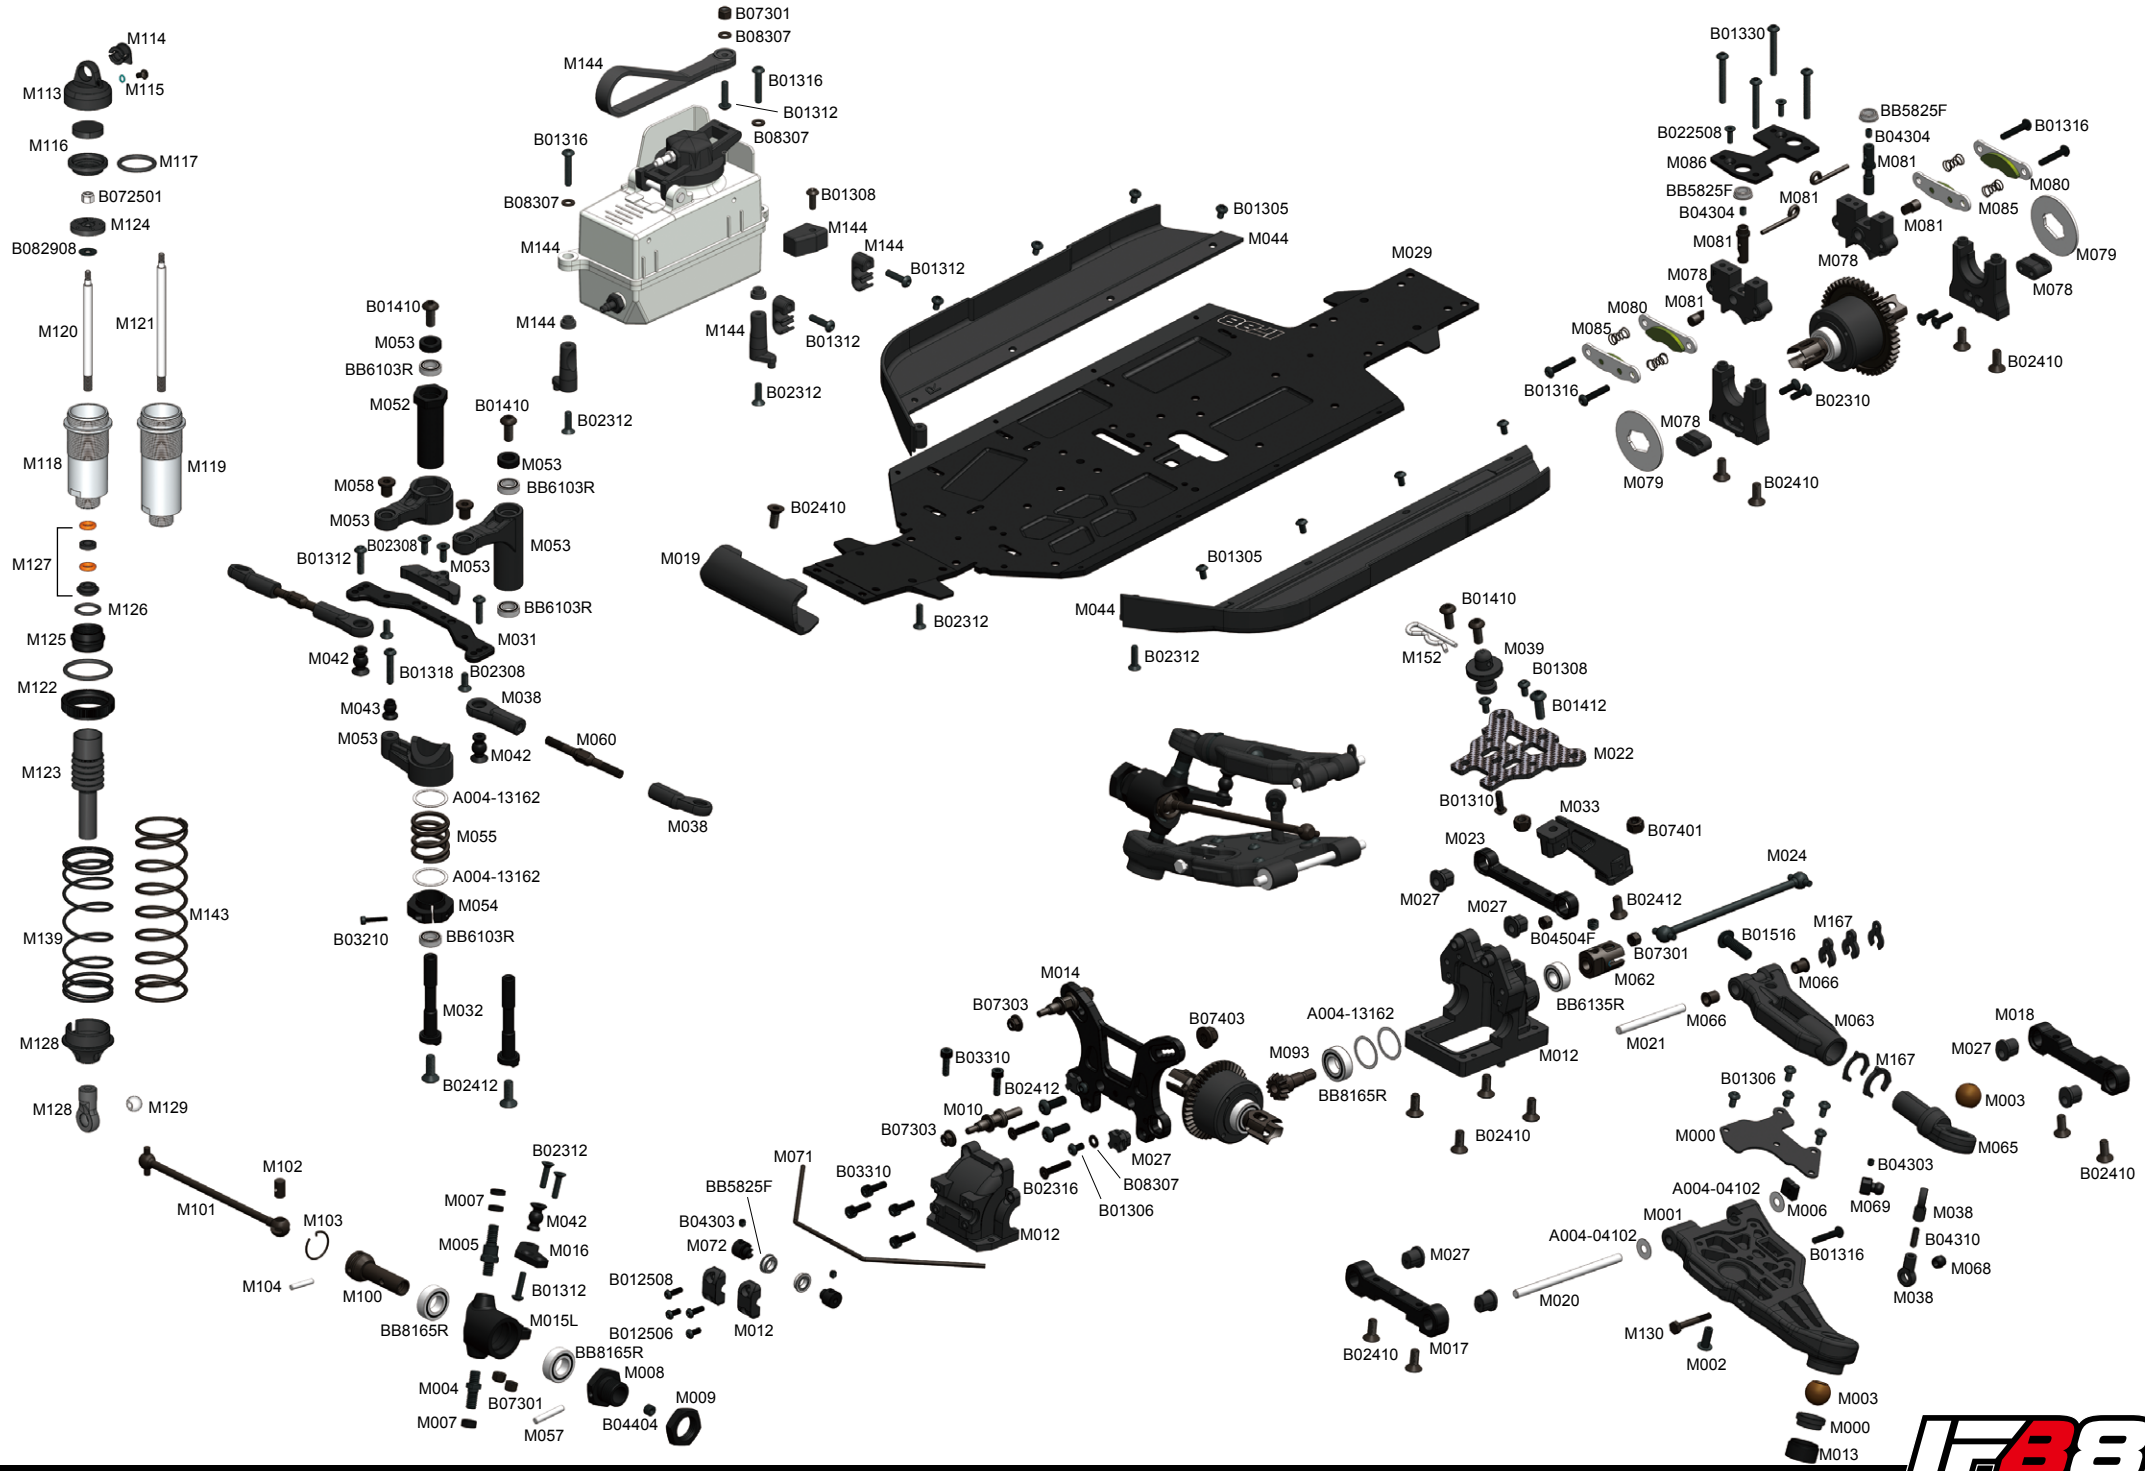 M114
M113
M115
M116
M117
B072501
M124
B082908
M120
M121
M118
M119
M127
M126
M125
M122
M123
M139
M143
M128
M128
M129
B07301
B08307
M144
B01316
B01312
B08307
B01316
B08307
M144
B01308
M144
M144
B01312
B01312
M144
M144
B02312
B02312
B01410
M053
BB6103R
M052
B01410
M053
BB6103R
M058
M053
M053
B01312
B02308
M053
BB6103R
M031
M042
B01318
B02308
M043
M038
M053
M042
M060
M038
A004-13162
M055
A004-13162
M054
B03210
BB6103R
M032
B02412
B01305
M044
M029
B02410
M019
B02312
B01305
M044
B02312
B01330
B022508
M086
BB5825F
B04304
M081
B01316
BB5825F
B04304
M081
M081
M081
M080
M085
M078
M079
M078
M078
M081
M080
M085
B01316
B02410
B02310
M078
M079
B02410
B01410
M152
M039
B01308
B01412
M022
B01310
M033
B07401
M023
M024
M027
M027
B02412
B04504F
B07301
M062
BB6135R
B01516
M167
M066
M066
M063
M021
M012
M018
M027
M167
M003
M065
B02410
B01306
M000
B04303
M069
M038
B04310
M068
M038
A004-04102
M006
M001
B01316
A004-04102
M020
M027
M017
B02410
M130
M002
M003
M000
M013
M014
B07303
B07403
A004-13162
M093
BB8165R
B02410
B03310
B02412
M010
B07303
M027
B08307
B02316
B01306
M071
B03310
M012
BB5825F
B04303
M072
B012508
B012506
M012
M101
M102
M103
M104
M100
BB8165R
B02312
M007
M042
M005
M016
B01312
M015L
BB8165R
M004
B07301
M007
M008
M009
M057
B04404